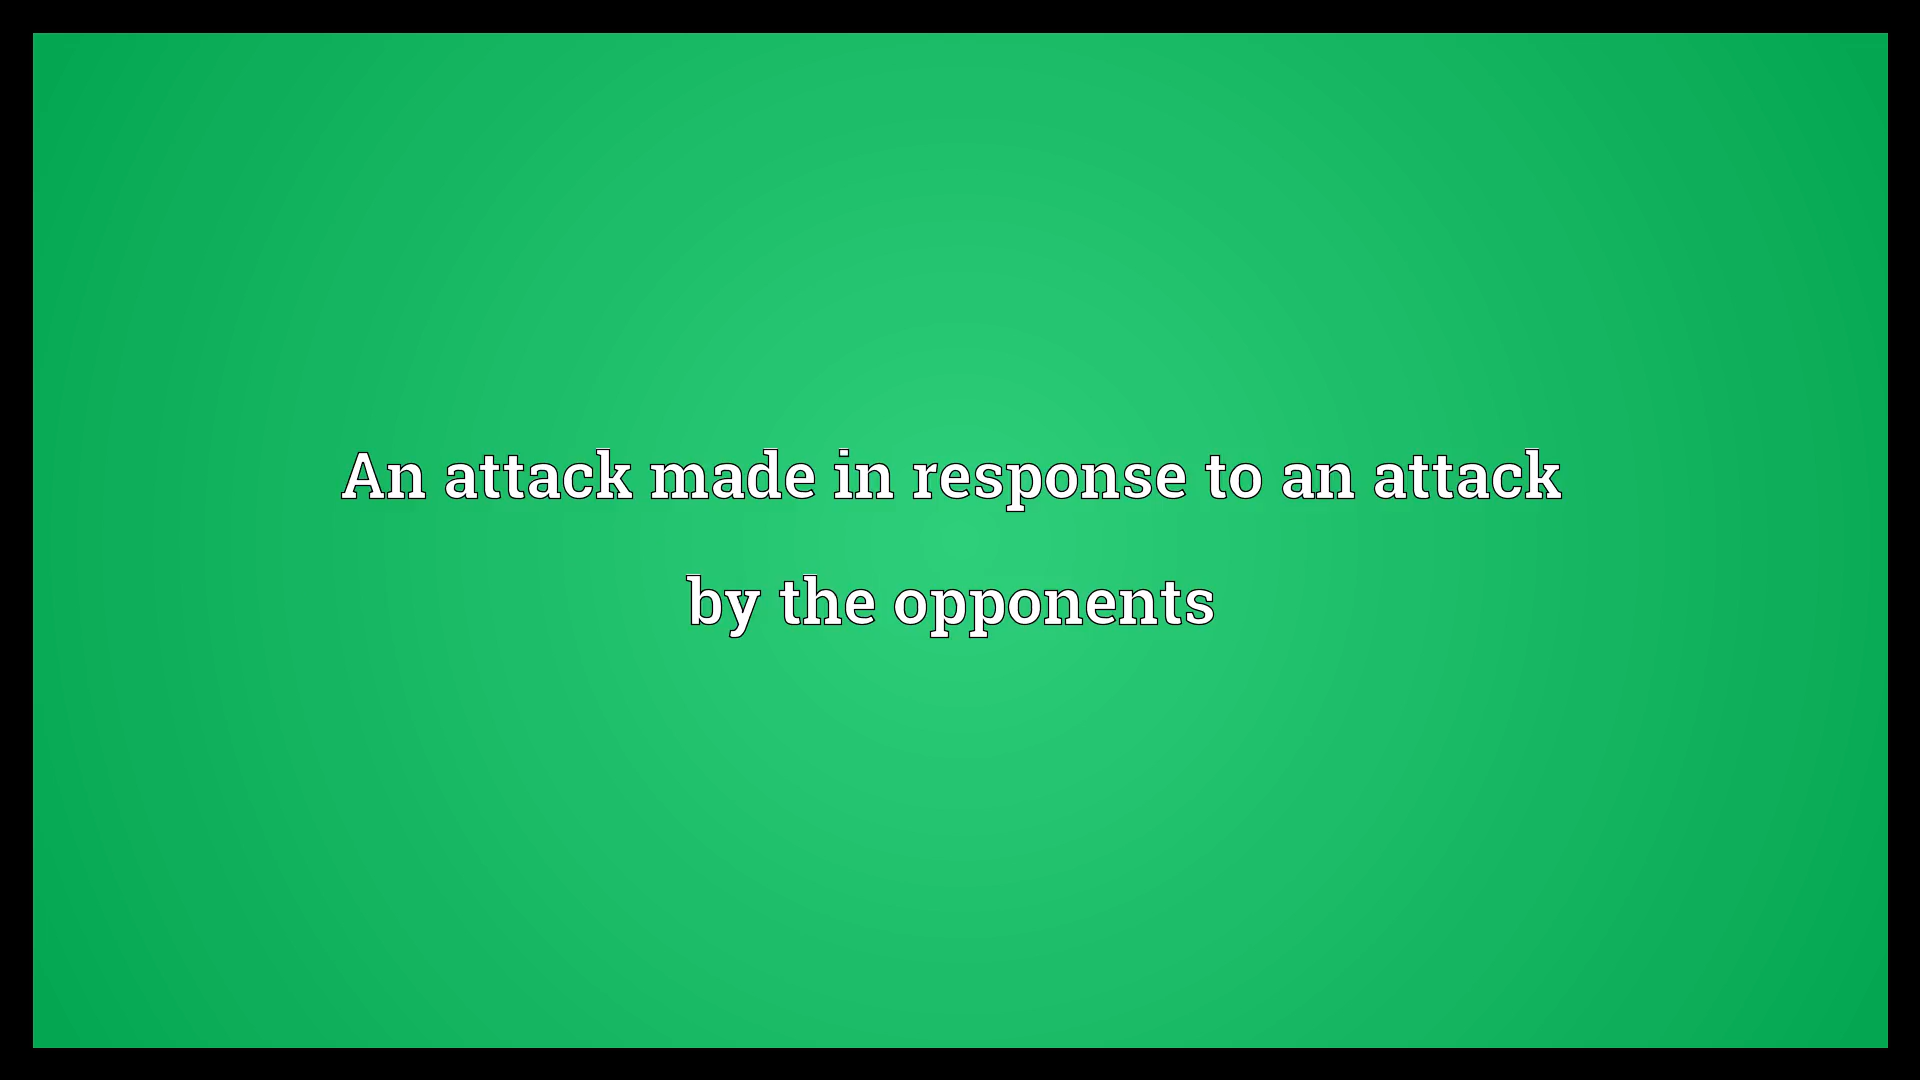 An attack made in response to an attack
by the opponents